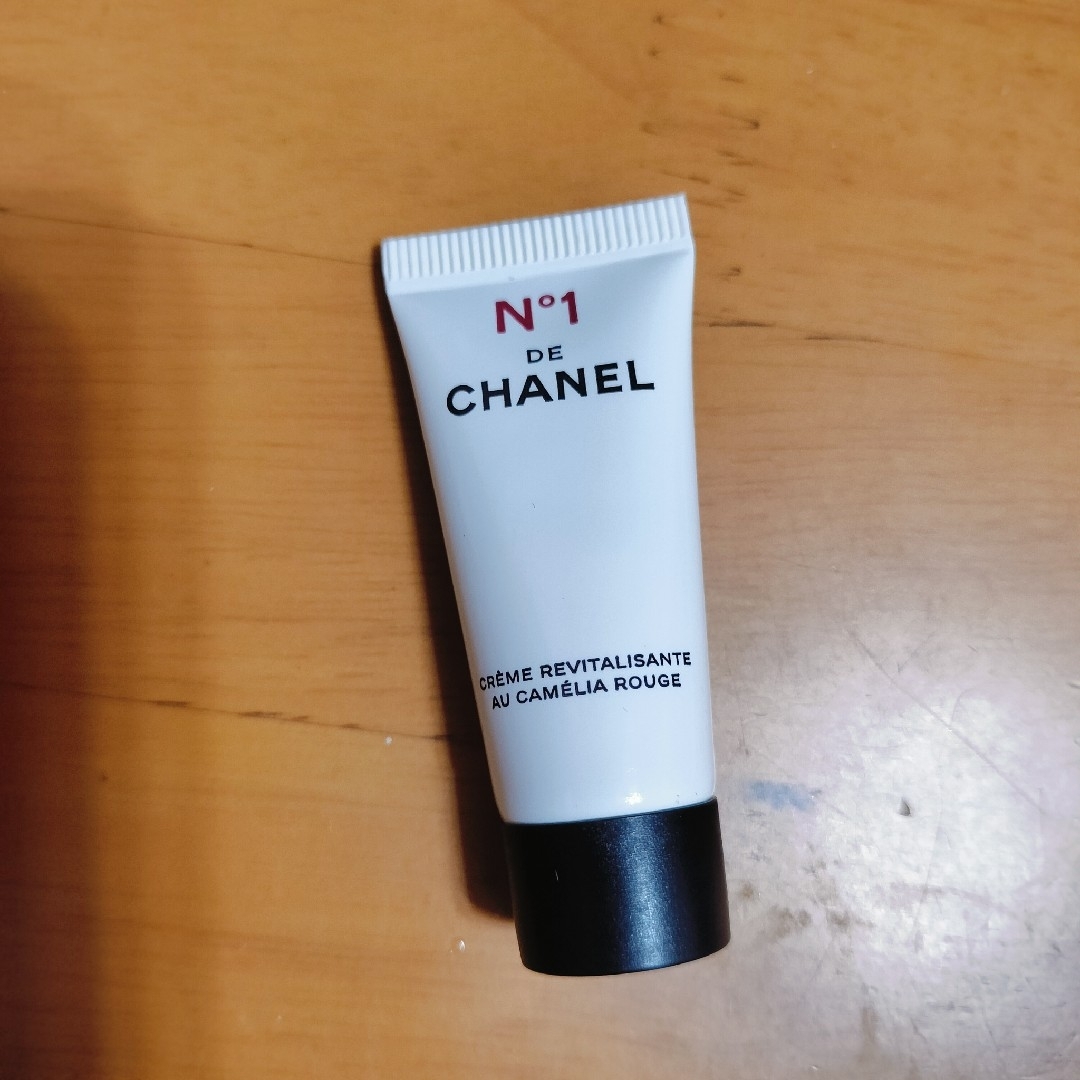 N°1
DE
CHANEL
CRÈME REVITALISANTE
AU CAMÉLIA ROUGE